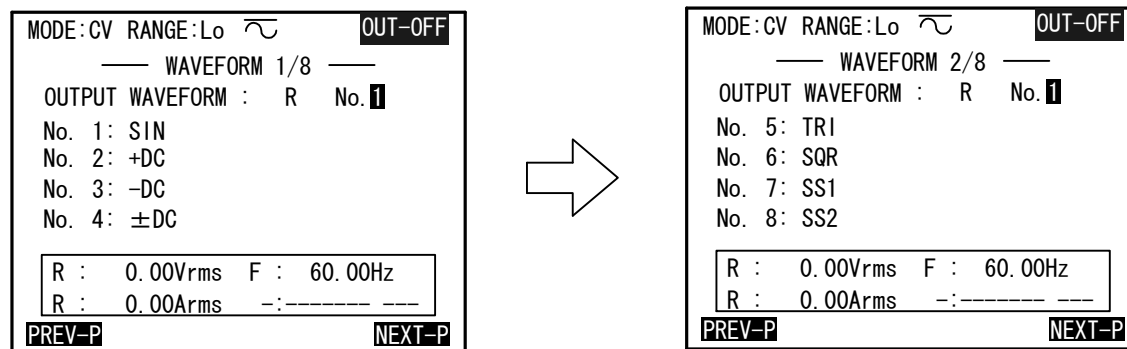 MODE:CV RANGE:Lo OUT-OFF
WAVEFORM 1/8
OUTPUT WAVEFORM : R No.1
No. 1: SIN
No. 2: +DC
No. 3: -DC
No. 4: ±DC
R : 0.00Vrms F : 60.00Hz
R : 0.00Arms -:------- ---
PREV-P NEXT-P
MODE:CV RANGE:Lo OUT-OFF
WAVEFORM 2/8
OUTPUT WAVEFORM : R No.1
No. 5: TRI
No. 6: SQR
No. 7: SS1
No. 8: SS2
R : 0.00Vrms F : 60.00Hz
R : 0.00Arms -:------- ---
PREV-P NEXT-P